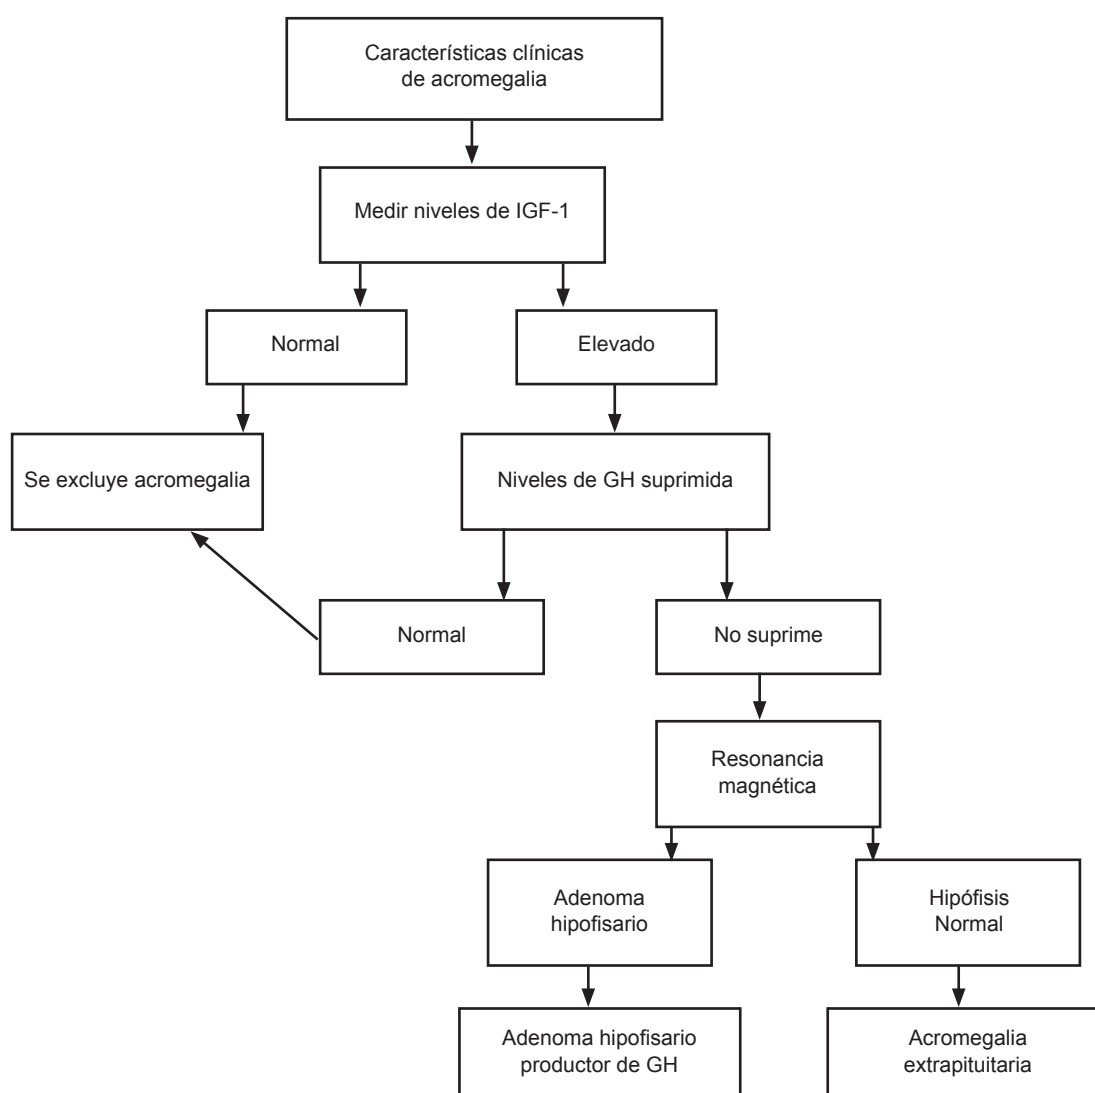 Características clínicas
de acromegalia
Medir niveles de IGF-1
Normal
Elevado
Se excluye acromegalia
Niveles de GH suprimida
Normal
No suprime
Resonancia
magnética
Adenoma
hipofisario
Hipófisis
Normal
Adenoma hipofisario
productor de GH
Acromegalia
extrapituitaria